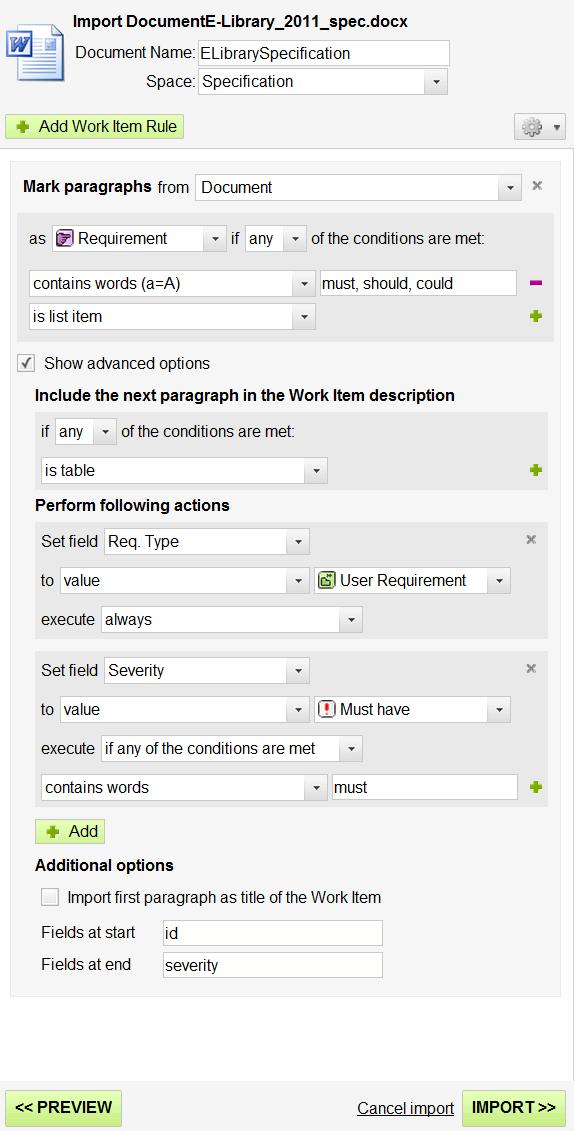 Import DocumentE-Library_2011_spec.docx
Document Name: ELibrarySpecification
Space: Specification
Add Work Item Rule
Mark paragraphs from Document
as Requirement if any of the conditions are met:
contains words (a=A) must, should, could
is list item
Show advanced options
Include the next paragraph in the Work Item description
if any of the conditions are met:
is table
Perform following actions
Set field Req. Type
to value User Requirement
execute always
Set field Severity
to value Must have
execute if any of the conditions are met
contains words must
Add
Additional options
Import first paragraph as title of the Work Item
Fields at start id
Fields at end severity
<< PREVIEW Cancel import IMPORT >>